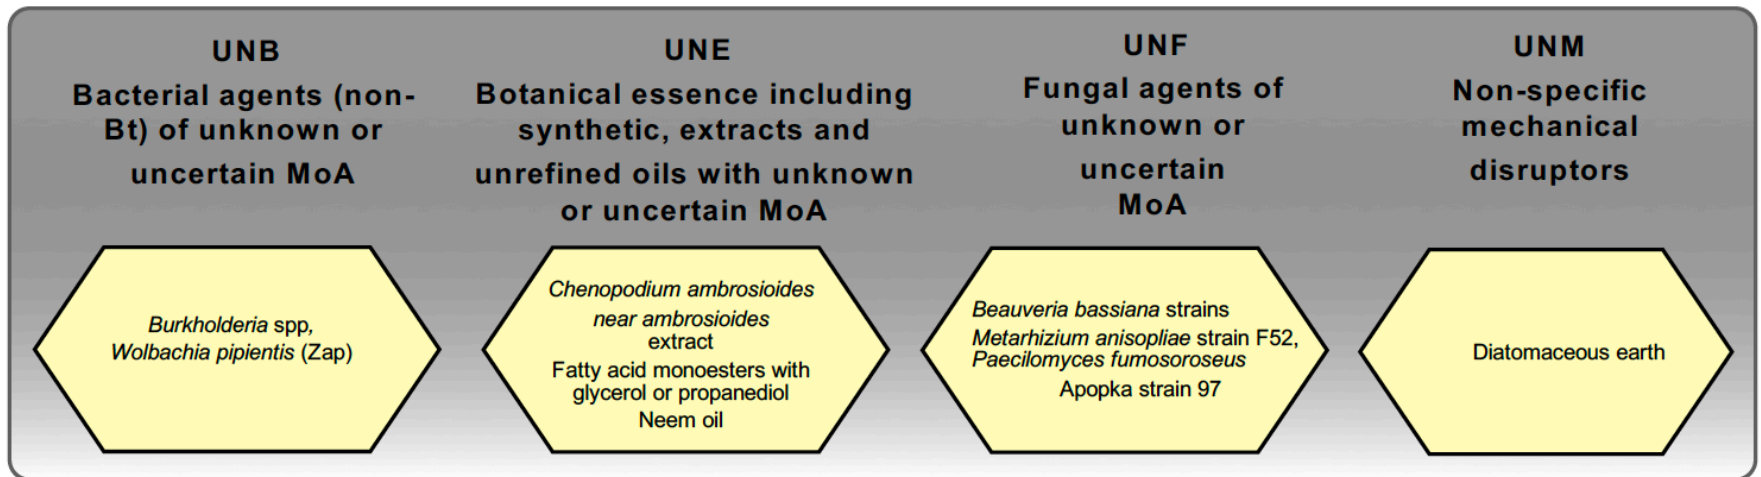 UNB
Bacterial agents (non-
Bt) of unknown or
uncertain MoA
Burkholderia spp,
Wolbachia pipientis (Zap)
UNE
Botanical essence including
synthetic, extracts and
unrefined oils with unknown
or uncertain MoA
Chenopodium ambrosioides
near ambrosioides
extract
Fatty acid monoesters with
glycerol or propanediol
Neem oil
UNF
Fungal agents of
unknown or
uncertain
MoA
Beauveria bassiana strains
Metarhizium anisopliae strain F52,
Paecilomyces fumosoroseus
Apopka strain 97
UNM
Non-specific
mechanical
disruptors
Diatomaceous earth